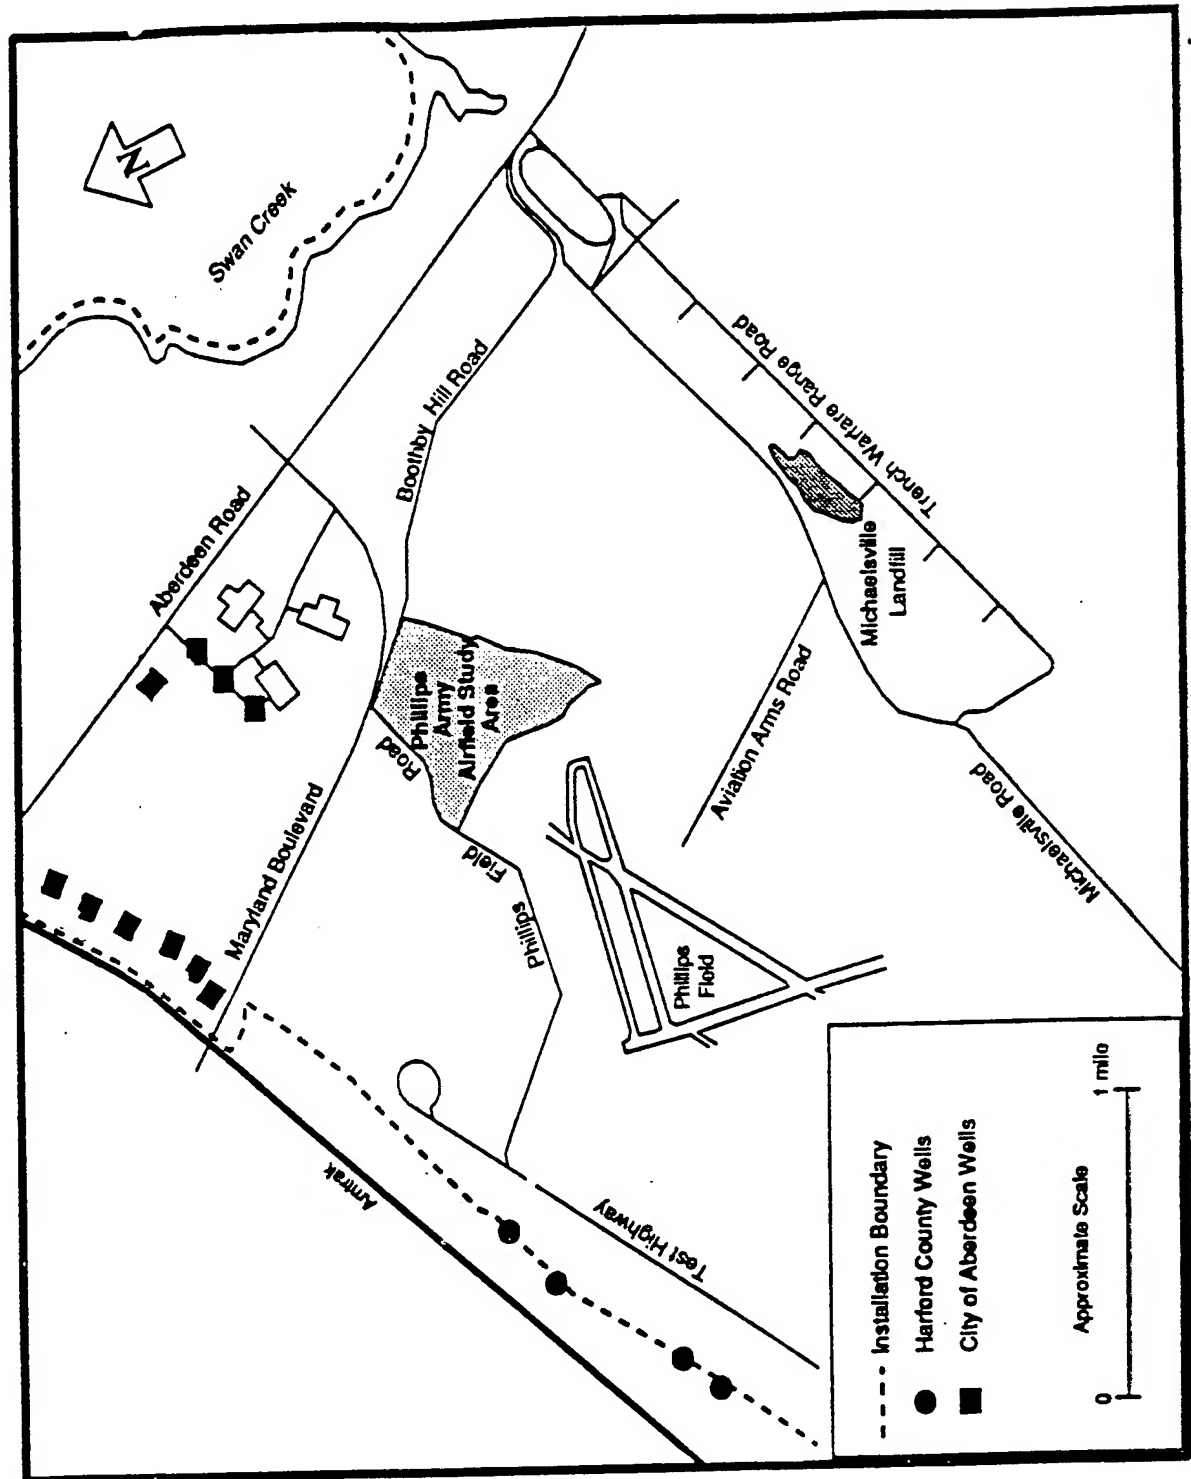 N
Swan Creek
Aberdeen Road
Boothby Hill Road
Trench Warfare Range Road
Michaelsville
Landfill
Phillips
Army
Airfield Study
Area
Road
Field
Phillips
Maryland Boulevard
Aviation Arms Road
Michaelsville Road
Phillips
Field
Amtrak
Test Highway
Installation Boundary
Harford County Wells
City of Aberdeen Wells
Approximate Scale
0
1 mile